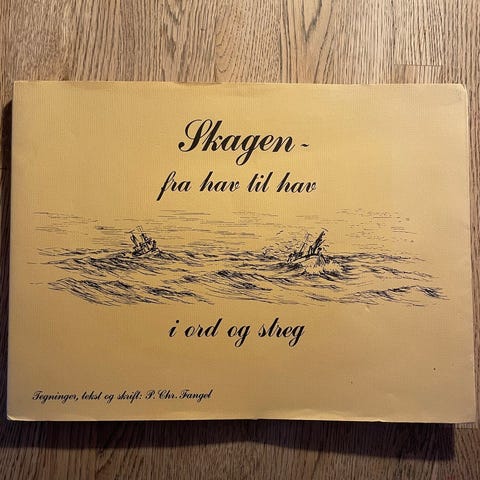 Skagen -
fra hav til hav
i ord og streg
Tegninger, tekst og skrift: P. Chr. Fangel